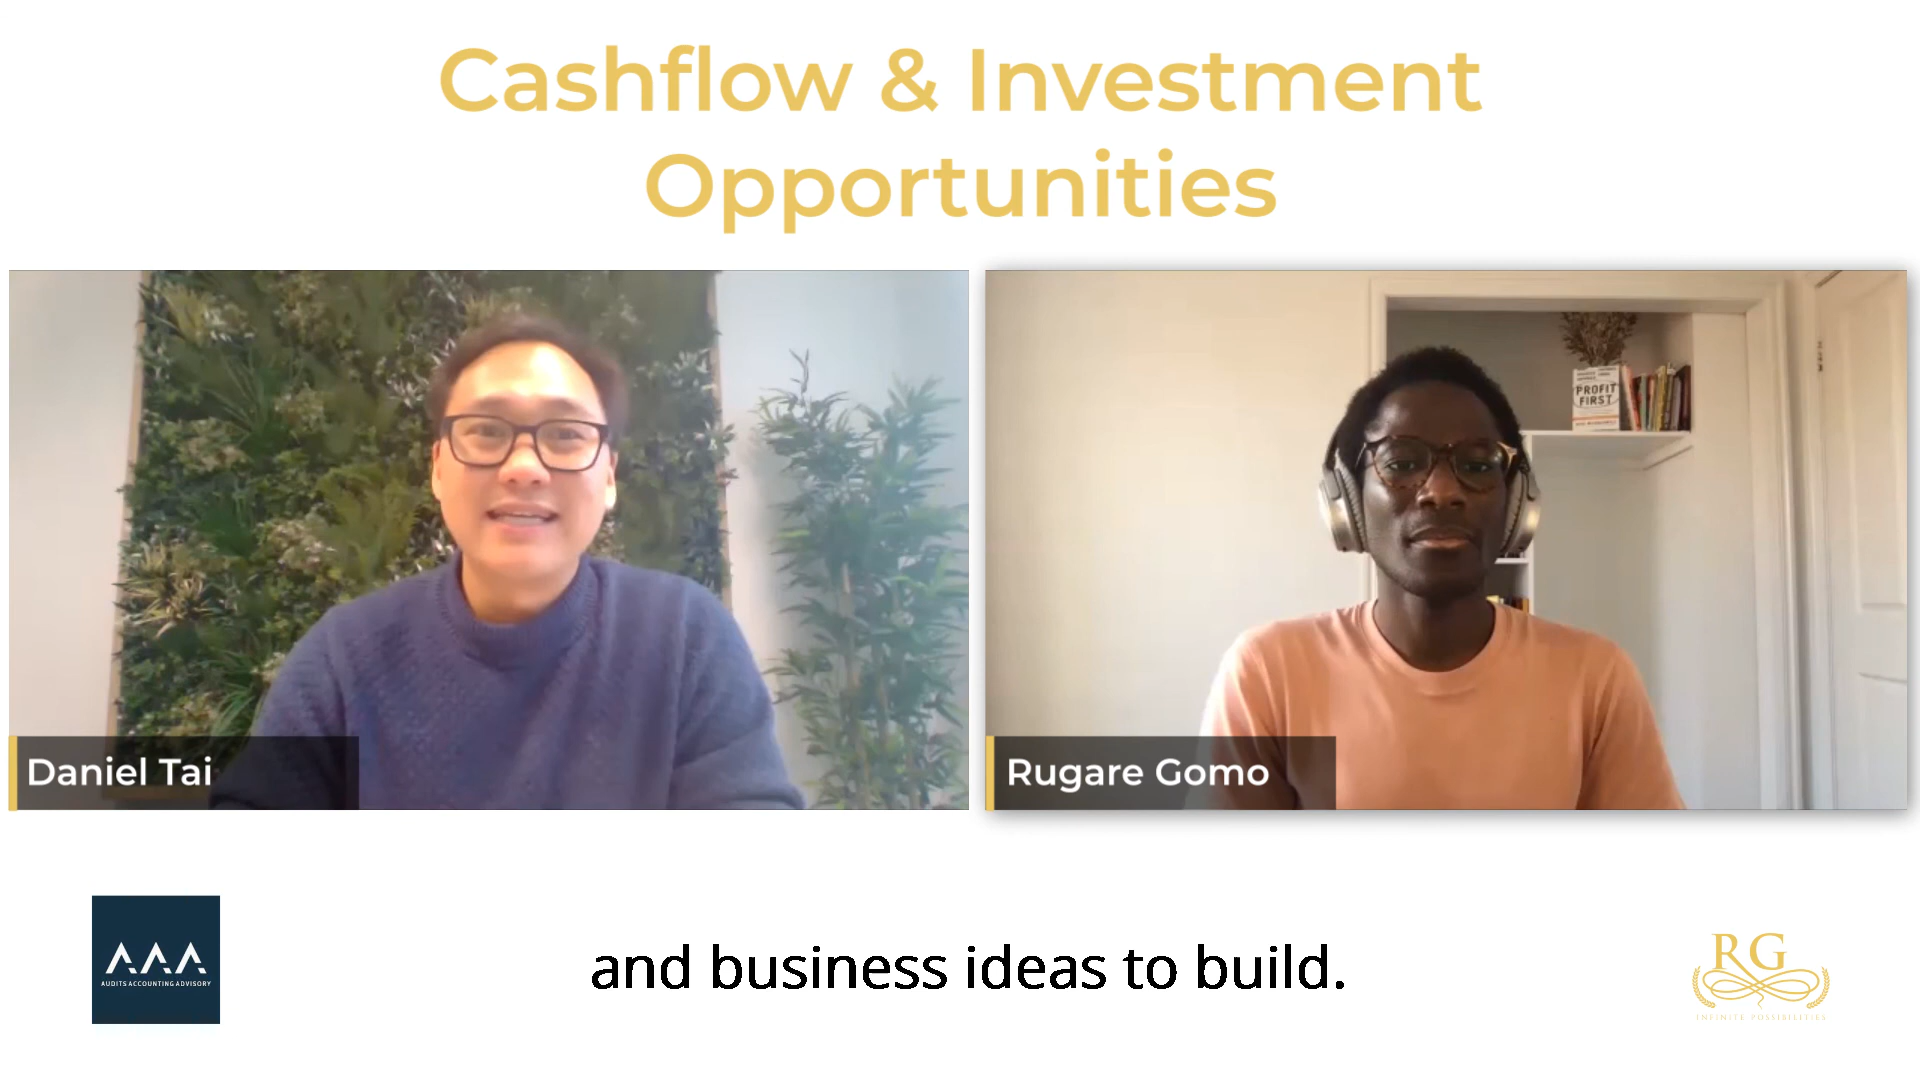 Cashflow & Investment
Opportunities
PROFIT
FIRST
Daniel Tai
Rugare Gomo
AAA
AUDITS ACCOUNTING ADVISORY
and business ideas to build.
RG
INFINITE POSSIBILITIES